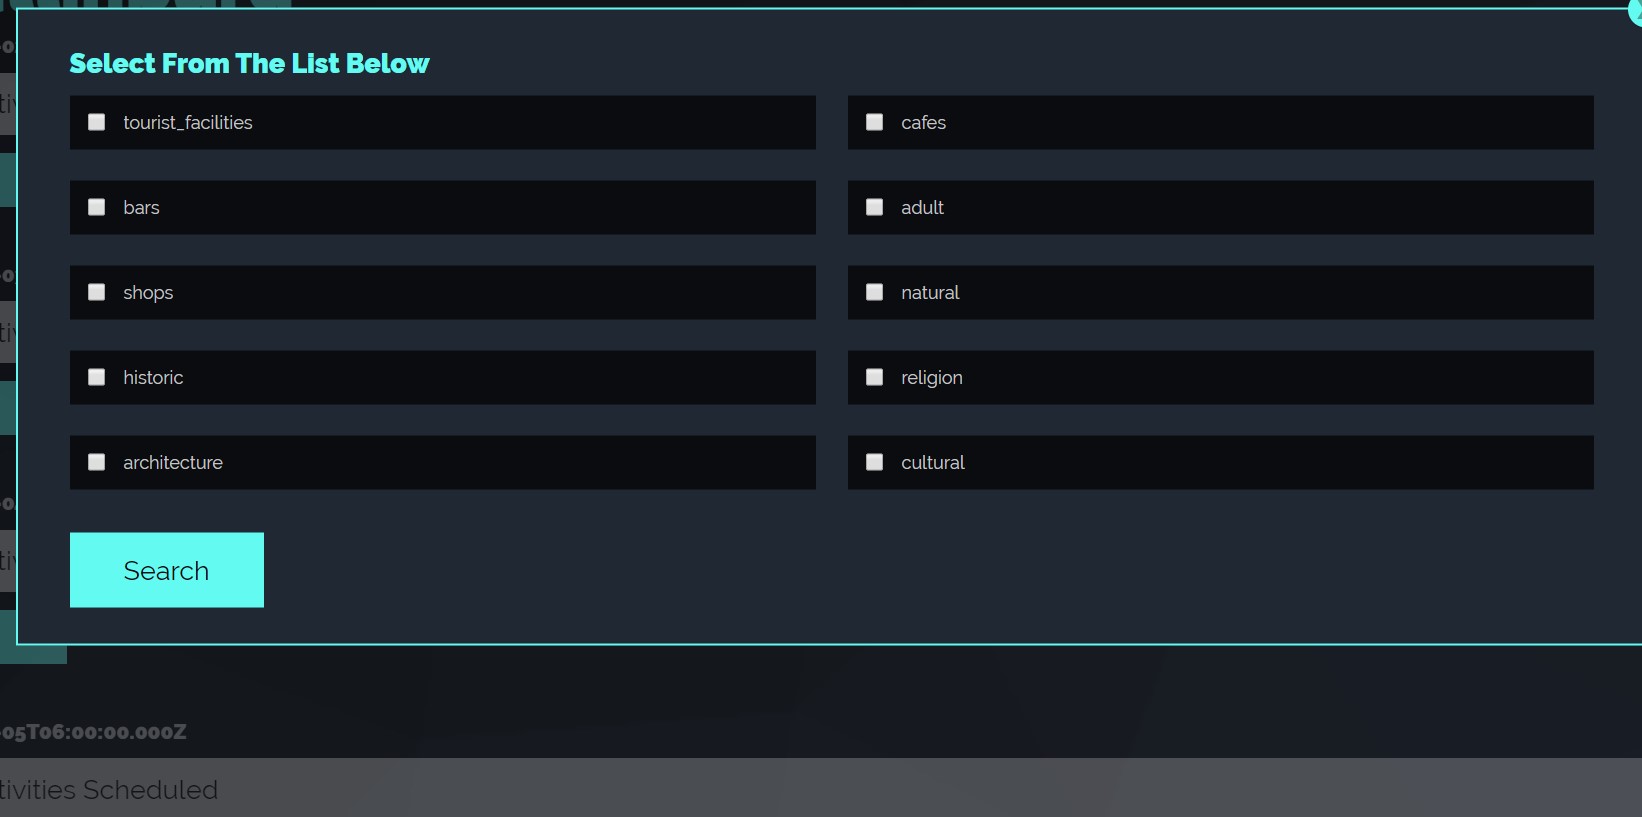 Select From The List Below
tourist_facilities
cafes
bars
adult
shops
natural
historic
religion
architecture
cultural
Search
-05T06:00:00.000Z
tivities Scheduled